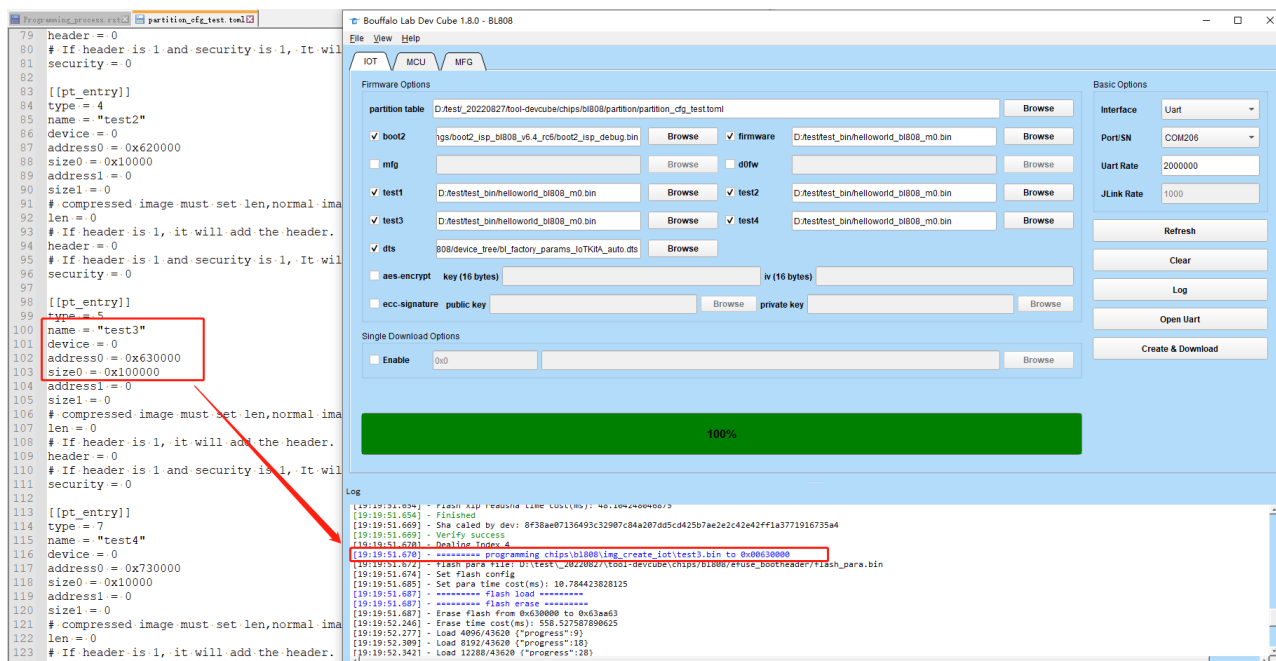 Programming_process.rst
partition_cfg_test.toml
79 header = 0
80 # If header is 1 and security is 1, It wil
81 security = 0
82
83 [[pt_entry]]
84 type = 4
85 name = "test2"
86 device = 0
87 address0 = 0x620000
88 size0 = 0x10000
89 address1 = 0
90 size1 = 0
91 # compressed image must set len,normal ima
92 len = 0
93 # If header is 1, it will add the header.
94 header = 0
95 # If header is 1 and security is 1, It wil
96 security = 0
97
98 [[pt_entry]]
99 type = 5
100 name = "test3"
101 device = 0
102 address0 = 0x630000
103 size0 = 0x100000
104 address1 = 0
105 size1 = 0
106 # compressed image must set len,normal ima
107 len = 0
108 # If header is 1, it will add the header.
109 header = 0
110 # If header is 1 and security is 1, It wil
111 security = 0
112
113 [[pt_entry]]
114 type = 7
115 name = "test4"
116 device = 0
117 address0 = 0x730000
118 size0 = 0x10000
119 address1 = 0
120 size1 = 0
121 # compressed image must set len,normal ima
122 len = 0
123 # If header is 1, it will add the header.
Bouffalo Lab Dev Cube 1.8.0 - BL808
File View Help
IOT MCU MFG
Firmware Options
partition table D:/test/_20220827/tool-devcube/chips/bl808/partition/partition_cfg_test.toml Browse
boot2 ngs/boot2_isp_bl808_v6.4_rc6/boot2_isp_debug.bin Browse firmware D:/test/test_bin/helloworld_bl808_m0.bin Browse
mfg Browse d0fw Browse
test1 D:/test/test_bin/helloworld_bl808_m0.bin Browse test2 D:/test/test_bin/helloworld_bl808_m0.bin Browse
test3 D:/test/test_bin/helloworld_bl808_m0.bin Browse test4 D:/test/test_bin/helloworld_bl808_m0.bin Browse
dts 808/device_tree/bl_factory_params_IoTKitA_auto.dts Browse
aes-encrypt key (16 bytes) iv (16 bytes)
ecc-signature public key Browse private key Browse
Single Download Options
Enable 0x0 Browse
100%
Basic Options
Interface Uart
Port/SN COM206
Uart Rate 2000000
JLink Rate 1000
Refresh
Clear
Log
Open Uart
Create & Download
Log
[19:19:51.654] - Flash xip readsha time cost(ms): 48.104248046875
[19:19:51.654] - Finished
[19:19:51.669] - Sha caled by dev: 8f38ae07136493c32907c84a207dd5cd425b7ae2e2c42e42ff1a3771916735a4
[19:19:51.669] - Verify success
[19:19:51.670] - Dealing Index 4
[19:19:51.670] - ========= programming chips\bl808\img_create_iot\test3.bin to 0x00630000
[19:19:51.672] - flash para file: D:\test\_20220827\tool-devcube\chips/bl808/efuse_bootheader/flash_para.bin
[19:19:51.674] - Set flash config
[19:19:51.685] - Set para time cost(ms): 10.784423828125
[19:19:51.687] - ========= flash load =========
[19:19:51.687] - ========= flash erase =========
[19:19:51.687] - Erase flash from 0x630000 to 0x63aa63
[19:19:52.246] - Erase time cost(ms): 558.527587890625
[19:19:52.277] - Load 4096/43620 {"progress":9}
[19:19:52.309] - Load 8192/43620 {"progress":18}
[19:19:52.342] - Load 12288/43620 {"progress":28}